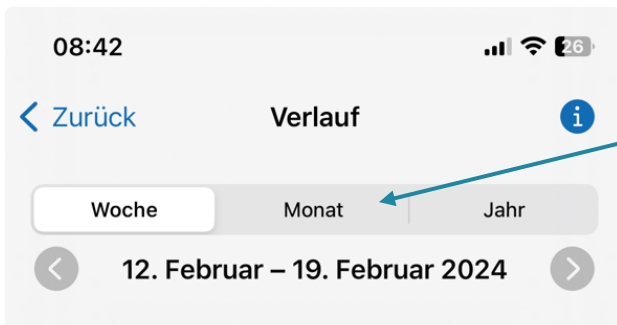 08:42 26
Zurück Verlauf i
Woche Monat Jahr
12. Februar – 19. Februar 2024